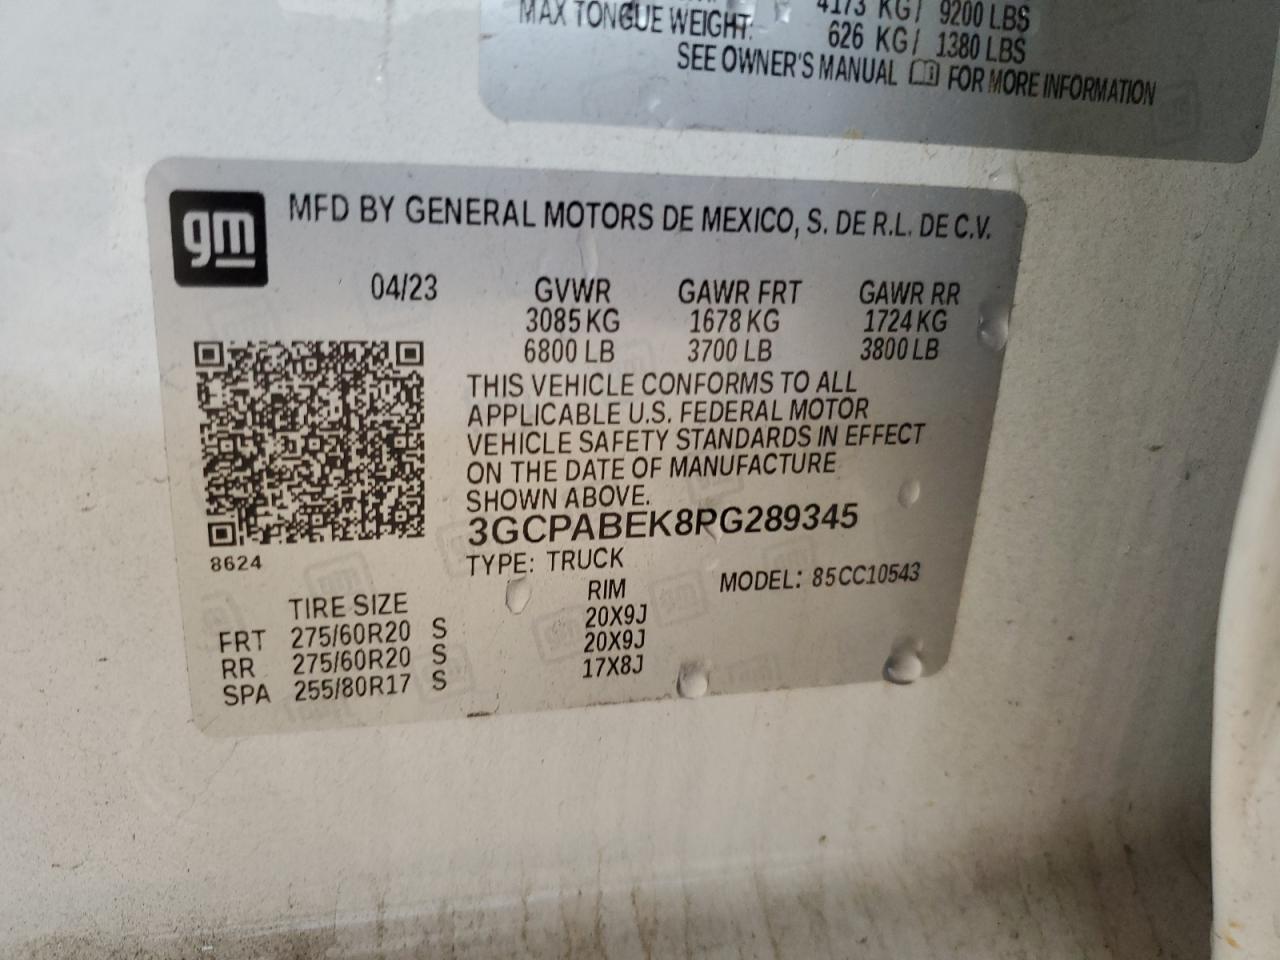 4173 KG/ 9200 LBS
MAX TONGUE WEIGHT: 626 KG/ 1380 LBS
SEE OWNER'S MANUAL FOR MORE INFORMATION
gm
MFD BY GENERAL MOTORS DE MEXICO, S. DE R.L. DE C.V.
04/23 GVWR GAWR FRT GAWR RR
3085 KG 1678 KG 1724 KG
6800 LB 3700 LB 3800 LB
THIS VEHICLE CONFORMS TO ALL
APPLICABLE U.S. FEDERAL MOTOR
VEHICLE SAFETY STANDARDS IN EFFECT
ON THE DATE OF MANUFACTURE
SHOWN ABOVE.
3GCPABEK8PG289345
8624
TYPE: TRUCK MODEL: 85CC10543
TIRE SIZE RIM
FRT 275/60R20 S 20X9J
RR 275/60R20 S 20X9J
SPA 255/80R17 S 17X8J